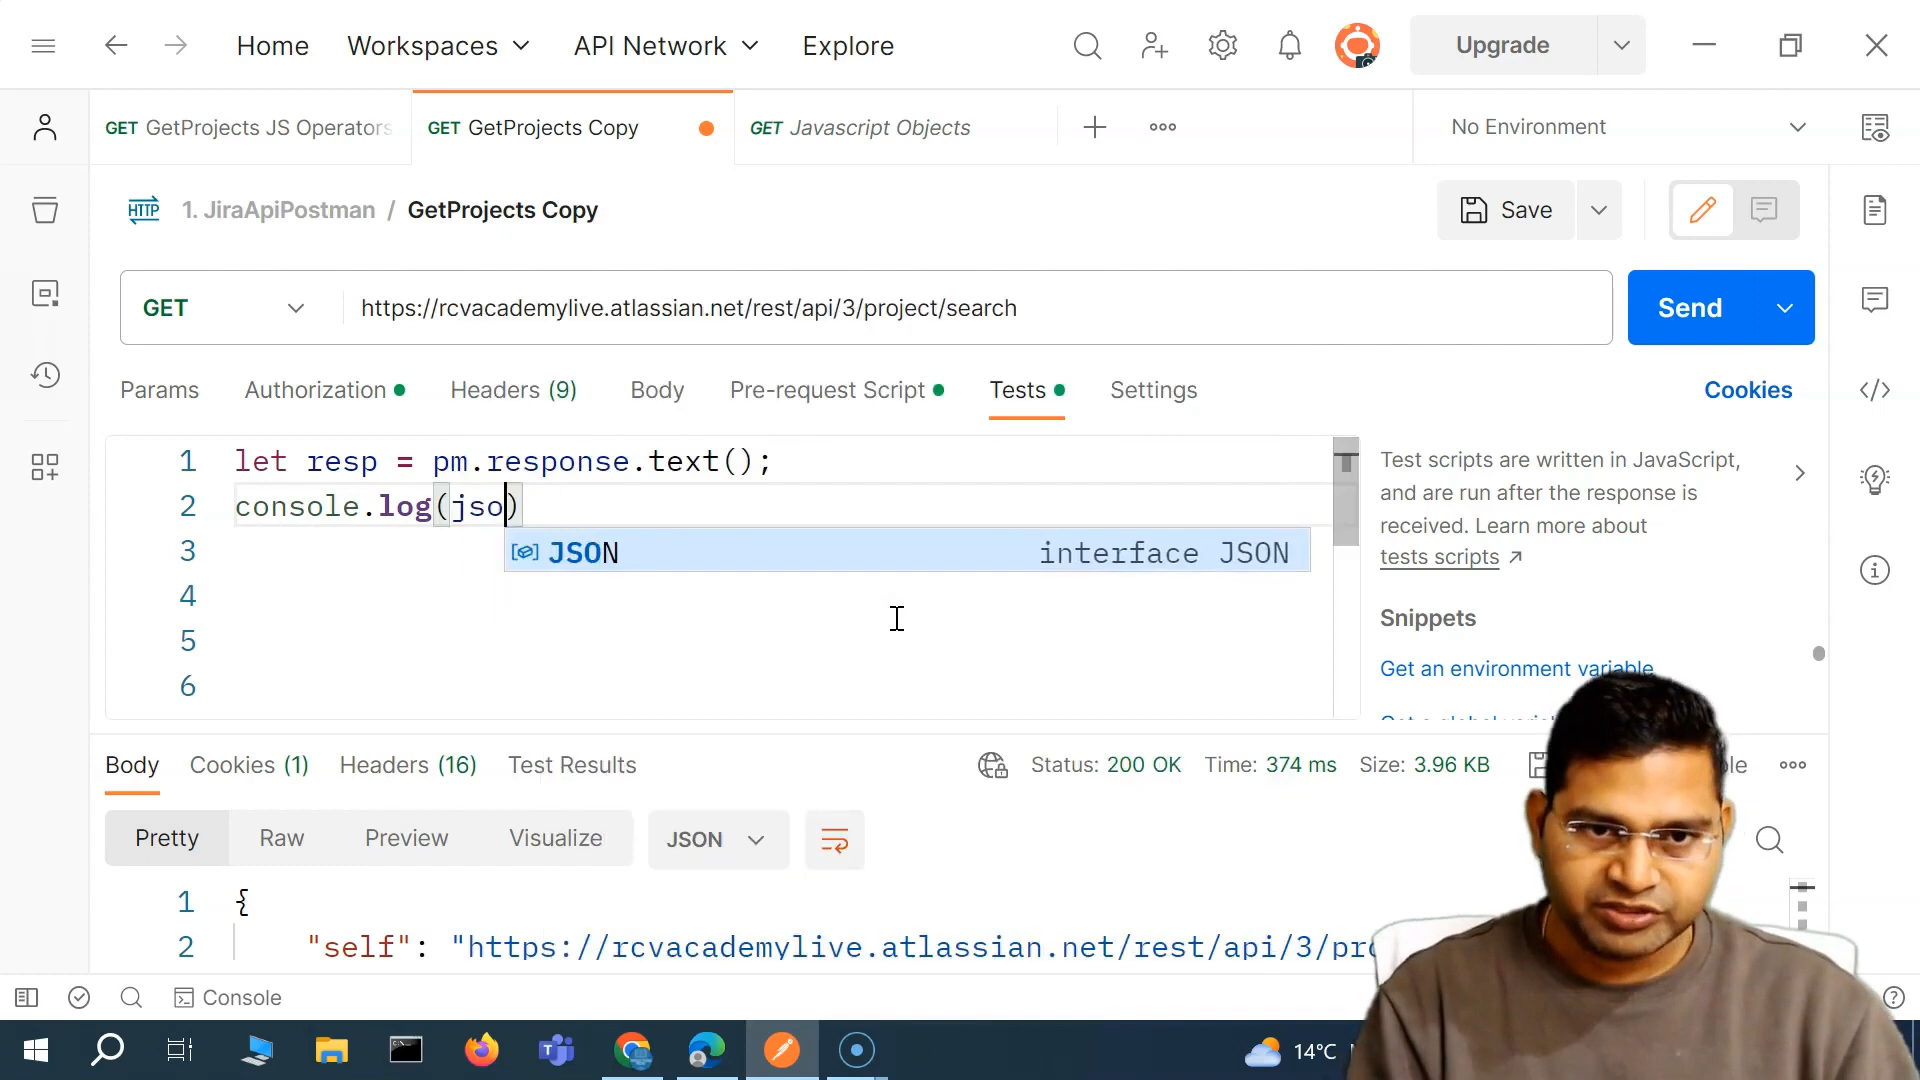 Home Workspaces API Network Explore Upgrade
GET GetProjects JS Operators GET GetProjects Copy GET Javascript Objects No Environment
HTTP 1. JiraApiPostman / GetProjects Copy Save
GET https://rcvacademylive.atlassian.net/rest/api/3/project/search Send
Params Authorization Headers (9) Body Pre-request Script Tests Settings Cookies
1 let resp = pm.response.text();
2 console.log(jso)
JSON interface JSON
3
4
5
6
Test scripts are written in JavaScript,
and are run after the response is
received. Learn more about
tests scripts
Snippets
Get an environment variable
Body Cookies (1) Headers (16) Test Results Status: 200 OK Time: 374 ms Size: 3.96 KB
Pretty Raw Preview Visualize JSON
1 {
2 "self": "https://rcvacademylive.atlassian.net/rest/api/3/pro
Console
14°C